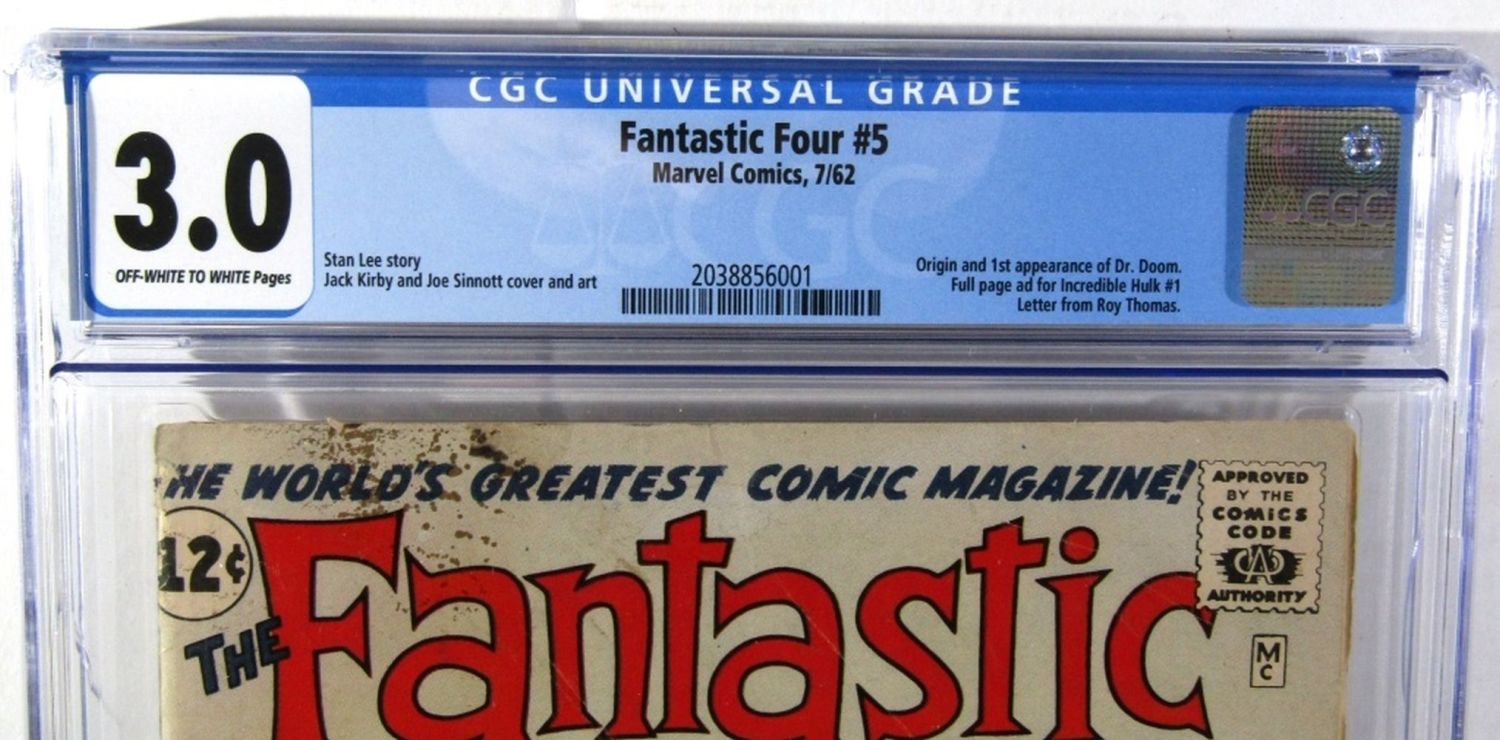 CGC UNIVERSAL GRADE
3.0
OFF-WHITE TO WHITE Pages
Fantastic Four #5
Marvel Comics, 7/62
Stan Lee story
Jack Kirby and Joe Sinnott cover and art
2038856001
Origin and 1st appearance of Dr. Doom.
Full page ad for Incredible Hulk #1
Letter from Roy Thomas.
CGC
CGC
HE WORLD'S GREATEST COMIC MAGAZINE!
12¢
THE
Fantastic
APPROVED
BY THE
COMICS
CODE
CA
AUTHORITY
M
C